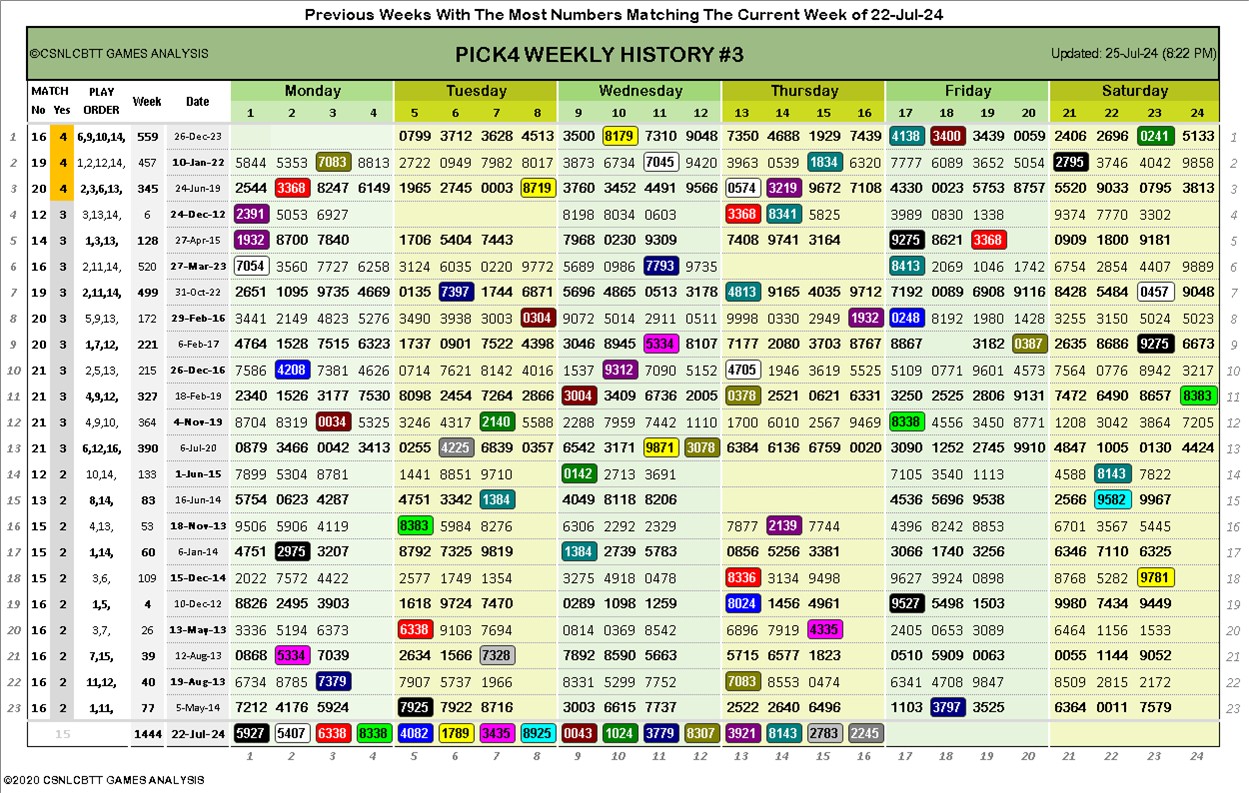 Previous Weeks With The Most Numbers Matching The Current Week of 22-Jul-24
©CSNLCBTT GAMES ANALYSIS PICK4 WEEKLY HISTORY #3 Updated: 25-Jul-24 (8:22 PM)
MATCH PLAY Week Date Monday Tuesday Wednesday Thursday Friday Saturday
No Yes ORDER 1 2 3 4 5 6 7 8 9 10 11 12 13 14 15 16 17 18 19 20 21 22 23 24
1 16 4 6,9,10,14, 559 26-Dec-23 0799 3712 3628 4513 3500 8179 7310 9048 7350 4688 1929 7439 4138 3400 3439 0059 2406 2696 0241 5133 1
2 19 4 1,2,12,14, 457 10-Jan-22 5844 5353 7083 8813 2722 0949 7982 8017 3873 6734 7045 9420 3963 0539 1834 6320 7777 6089 3652 5054 2795 3746 4042 9858 2
3 20 4 2,3,6,13, 345 24-Jun-19 2544 3368 8247 6149 1965 2745 0003 8719 3760 3452 4491 9566 0574 3219 9672 7108 4330 0023 5753 8757 5520 9033 0795 3813 3
4 12 3 3,13,14, 6 24-Dec-12 2391 5053 6927 8198 8034 0603 3368 8341 5825 3989 0830 1338 9374 7770 3302 4
5 14 3 1,3,13, 128 27-Apr-15 1932 8700 7840 1706 5404 7443 7968 0230 9309 7408 9741 3164 9275 8621 3368 0909 1800 9181 5
6 16 3 2,11,14, 520 27-Mar-23 7054 3560 7727 6258 3124 6035 0220 9772 5689 0986 7793 9735 8413 2069 1046 1742 6754 2854 4407 9889 6
7 19 3 2,11,14, 499 31-Oct-22 2651 1095 9735 4669 0135 7397 1744 6871 5696 4865 0513 3178 4813 9165 4035 9712 7192 0089 6908 9116 8428 5484 0457 9048 7
8 20 3 5,9,13, 172 29-Feb-16 3441 2149 4823 5276 3490 3938 3003 0304 9072 5014 2911 0511 9998 0330 2949 1932 0248 8192 1980 1428 3255 3150 5024 5023 8
9 20 3 1,7,12, 221 6-Feb-17 4764 1528 7515 6323 1737 0901 7522 4398 3046 8945 5334 8107 7177 2080 3703 8767 8867 3182 0387 2635 8686 9275 6673 9
10 21 3 2,5,13, 215 26-Dec-16 7586 4208 7381 4626 0714 7621 8142 4016 1537 9312 7090 5152 4705 1946 3619 5525 5109 0771 9601 4573 7564 0776 8942 3217 10
11 21 3 4,9,12, 327 18-Feb-19 2340 1526 3177 7530 8098 2454 7264 2866 3004 3409 6736 2005 0378 2521 0621 6331 3250 2525 2806 9131 7472 6490 8657 8383 11
12 21 3 4,9,10, 364 4-Nov-19 8704 8319 0034 5325 3246 4317 2140 5588 2288 7959 7442 1110 1700 6010 2567 9469 8338 4556 3450 8771 1208 3042 3864 7205 12
13 21 3 6,12,16, 390 6-Jul-20 0879 3466 0042 3413 0255 4225 6839 0357 6542 3171 9871 3078 6384 6136 6759 0020 3090 1252 2745 9910 4847 1005 0130 4424 13
14 12 2 10,14, 133 1-Jun-15 7899 5304 8781 1441 8851 9710 0142 2713 3691 7105 3540 1113 4588 8143 7822 14
15 13 2 8,14, 83 16-Jun-14 5754 0623 4287 4751 3342 1384 4049 8118 8206 4536 5696 9538 2566 9582 9967 15
16 15 2 4,13, 53 18-Nov-13 9506 5906 4119 8383 5984 8276 6306 2292 2329 7877 2139 7744 4396 8242 8853 6701 3567 5445 16
17 15 2 1,14, 60 6-Jan-14 4751 2975 3207 8792 7325 9819 1384 2739 5783 0856 5256 3381 3066 1740 3256 6346 7110 6325 17
18 15 2 3,6, 109 15-Dec-14 2022 7572 4422 2577 1749 1354 3275 4918 0478 8336 3134 9498 9627 3924 0898 8768 5282 9781 18
19 16 2 1,5, 4 10-Dec-12 8826 2495 3903 1618 9724 7470 0289 1098 1259 8024 1456 4961 9527 5498 1503 9980 7434 9449 19
20 16 2 3,7, 26 13-May-13 3336 5194 6373 6338 9103 7694 0814 0369 8542 6896 7919 4335 2405 0653 3089 6464 1156 1533 20
21 16 2 7,15, 39 12-Aug-13 0868 5334 7039 2634 1566 7328 7892 8590 5663 5715 6577 1823 0510 5909 0063 0055 1144 9052 21
22 16 2 11,12, 40 19-Aug-13 6734 8785 7379 7907 5737 1966 8331 5299 7752 7083 8553 0474 6341 4708 9847 8509 2815 2172 22
23 16 2 1,11, 77 5-May-14 7212 4176 5924 7925 7922 8716 3003 6615 7737 2522 2640 6496 1103 3797 3525 6364 0011 7579 23
15 1444 22-Jul-24 5927 5407 6338 8338 4082 1789 3435 8925 0043 1024 3779 8307 3921 8143 2783 2245
1 2 3 4 5 6 7 8 9 10 11 12 13 14 15 16 17 18 19 20 21 22 23 24
©2020 CSNLCBTT GAMES ANALYSIS